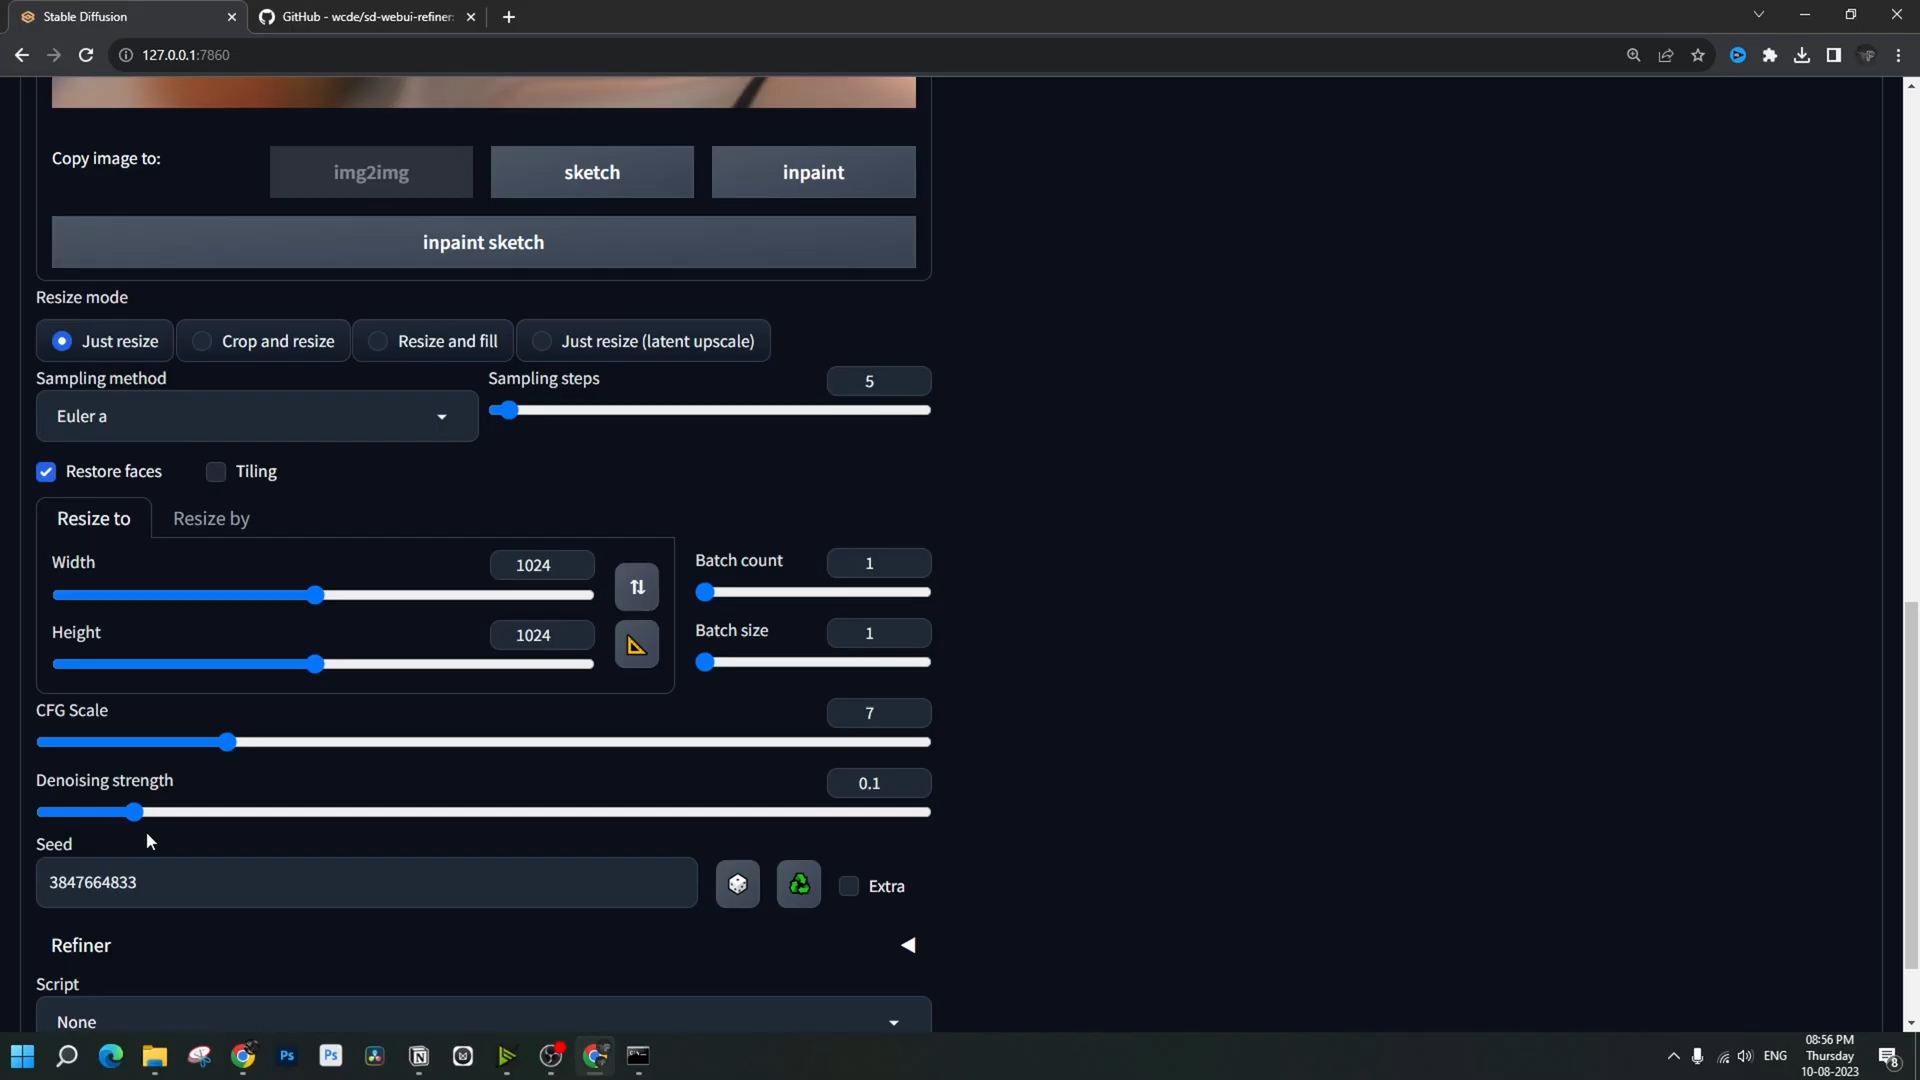 Stable Diffusion
GitHub - wcde/sd-webui-refiner:
127.0.0.1:7860
Copy image to:
img2img
sketch
inpaint
inpaint sketch
Resize mode
Just resize
Crop and resize
Resize and fill
Just resize (latent upscale)
Sampling method
Sampling steps
5
Euler a
Restore faces
Tiling
Resize to
Resize by
Width
1024
Batch count
1
Height
1024
Batch size
1
CFG Scale
7
Denoising strength
0.1
Seed
3847664833
Extra
Refiner
Script
None
Ps
Ps
ENG
08:56 PM
Thursday
10-08-2023
8